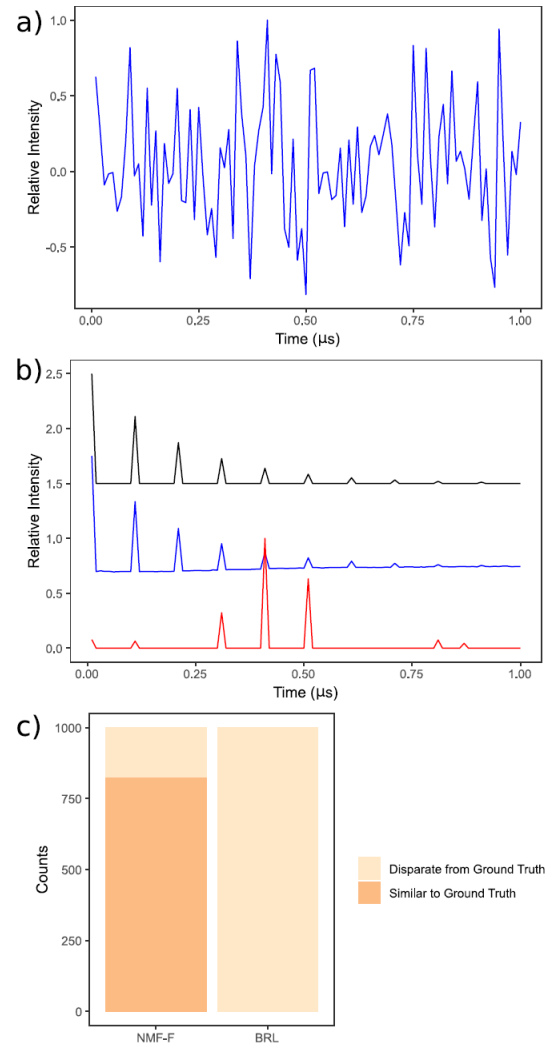 a)
1.0
0.5
0.0
-0.5
Relative Intensity
0.00 0.25 0.50 0.75 1.00
Time (μs)
b)
2.5
2.0
1.5
1.0
0.5
0.0
Relative Intensity
0.00 0.25 0.50 0.75 1.00
Time (μs)
c)
1000
750
500
250
0
Counts
NMF-F BRL
Disparate from Ground Truth
Similar to Ground Truth